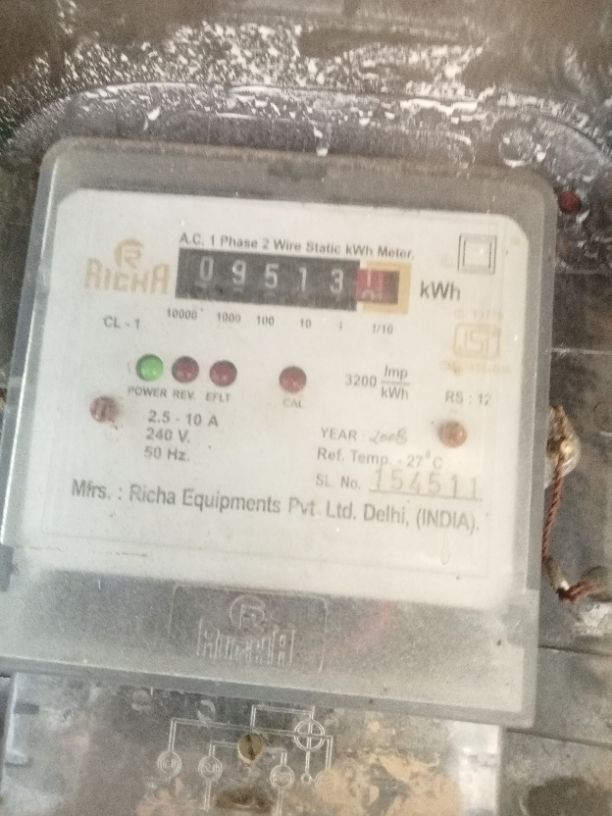 A.C. 1 Phase 2 Wire Static kWh Meter.
RICHA
09513 kWh
CL - 1
10000 1000 100 10 1 1/10
POWER REV. EFLT
CAL
3200 Imp/kWh
RS : 12
2.5 - 10 A
240 V.
50 Hz.
YEAR : 2008
Ref. Temp. - 27°C
SL. No. 154511
Mfrs. : Richa Equipments Pvt. Ltd. Delhi, (INDIA).
RICHA